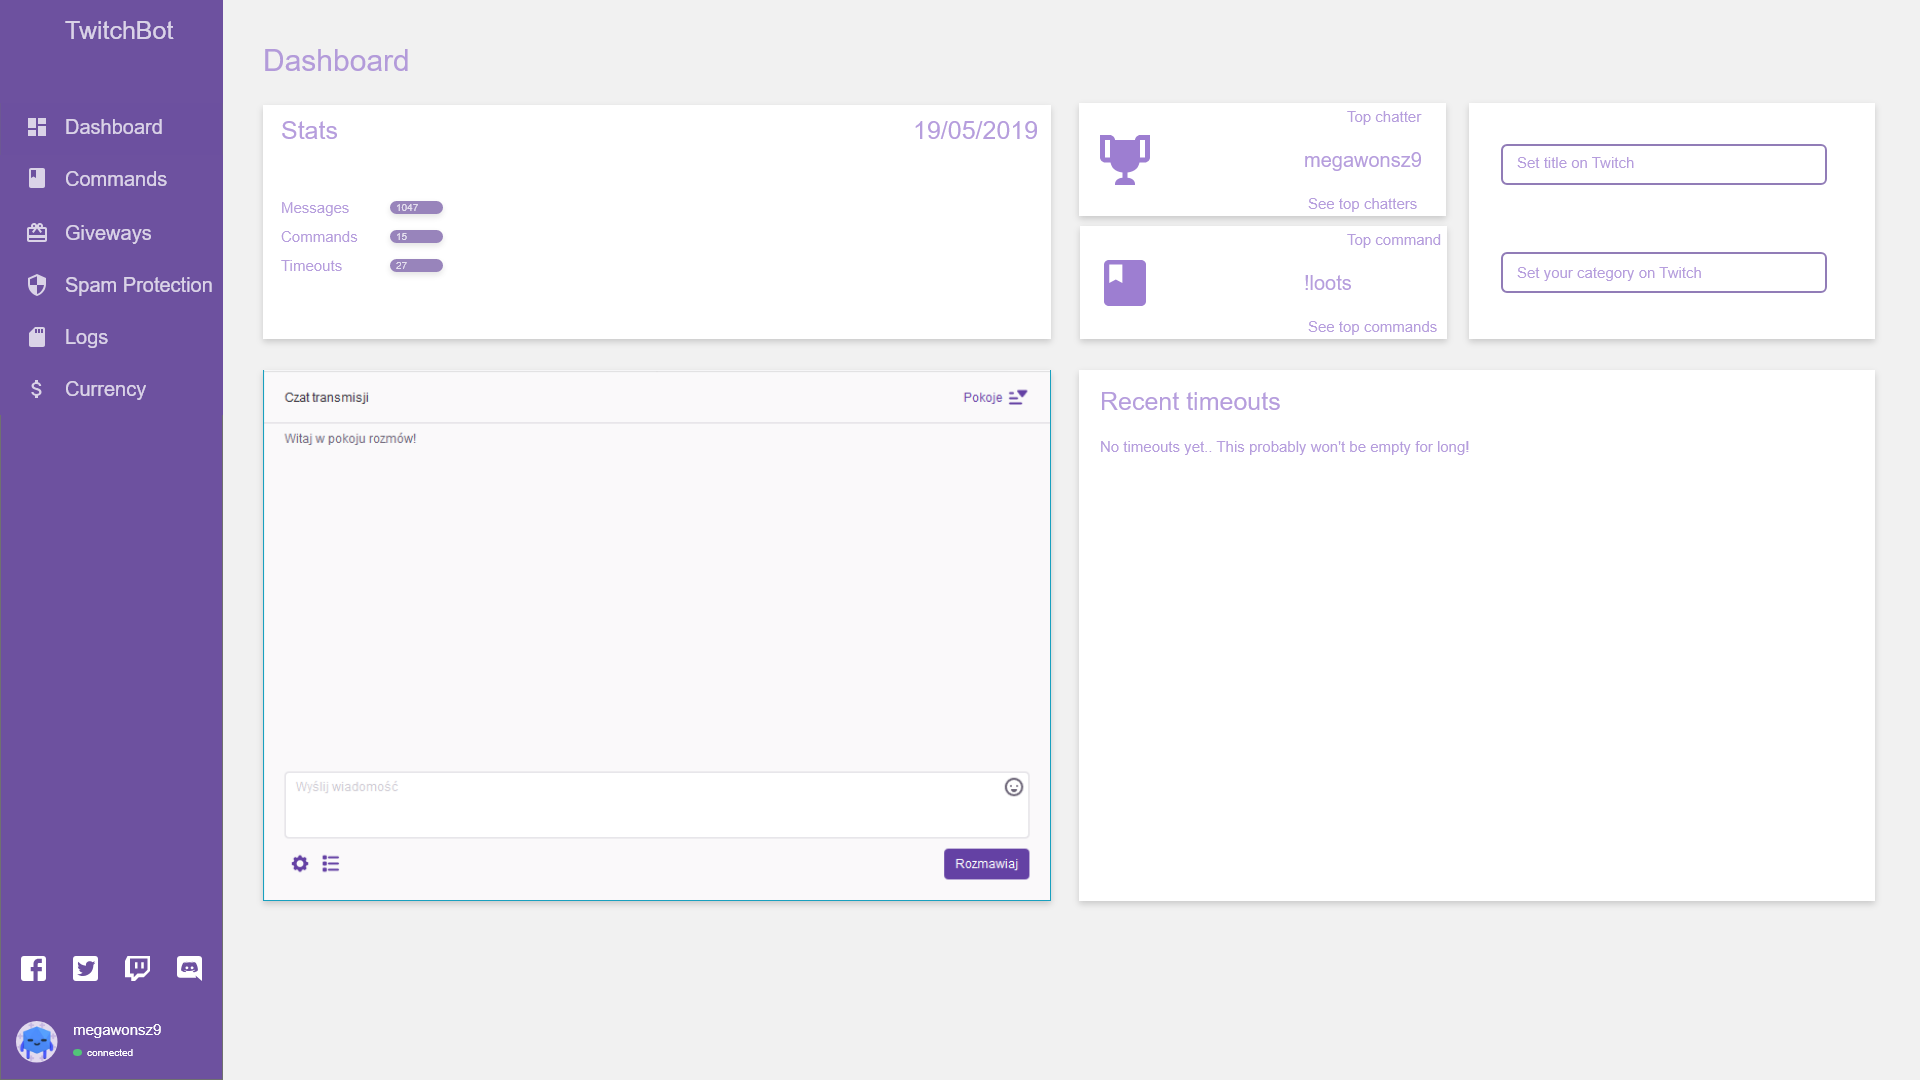 TwitchBot
Dashboard
Commands
Giveways
Spam Protection
Logs
Currency
megawonsz9
connected
Dashboard
Stats
19/05/2019
Messages 1047
Commands 15
Timeouts 27
Top chatter
megawonsz9
See top chatters
Top command
!loots
See top commands
Set title on Twitch
Set your category on Twitch
Czat transmisji
Pokoje
Witaj w pokoju rozmów!
Wyślij wiadomość
Rozmawiaj
Recent timeouts
No timeouts yet.. This probably won't be empty for long!